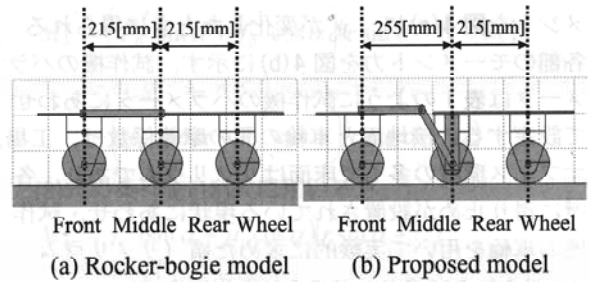 215[mm] 215[mm]
255[mm] 215[mm]
Front Middle Rear Wheel
Front Middle Rear Wheel
(a) Rocker-bogie model
(b) Proposed model